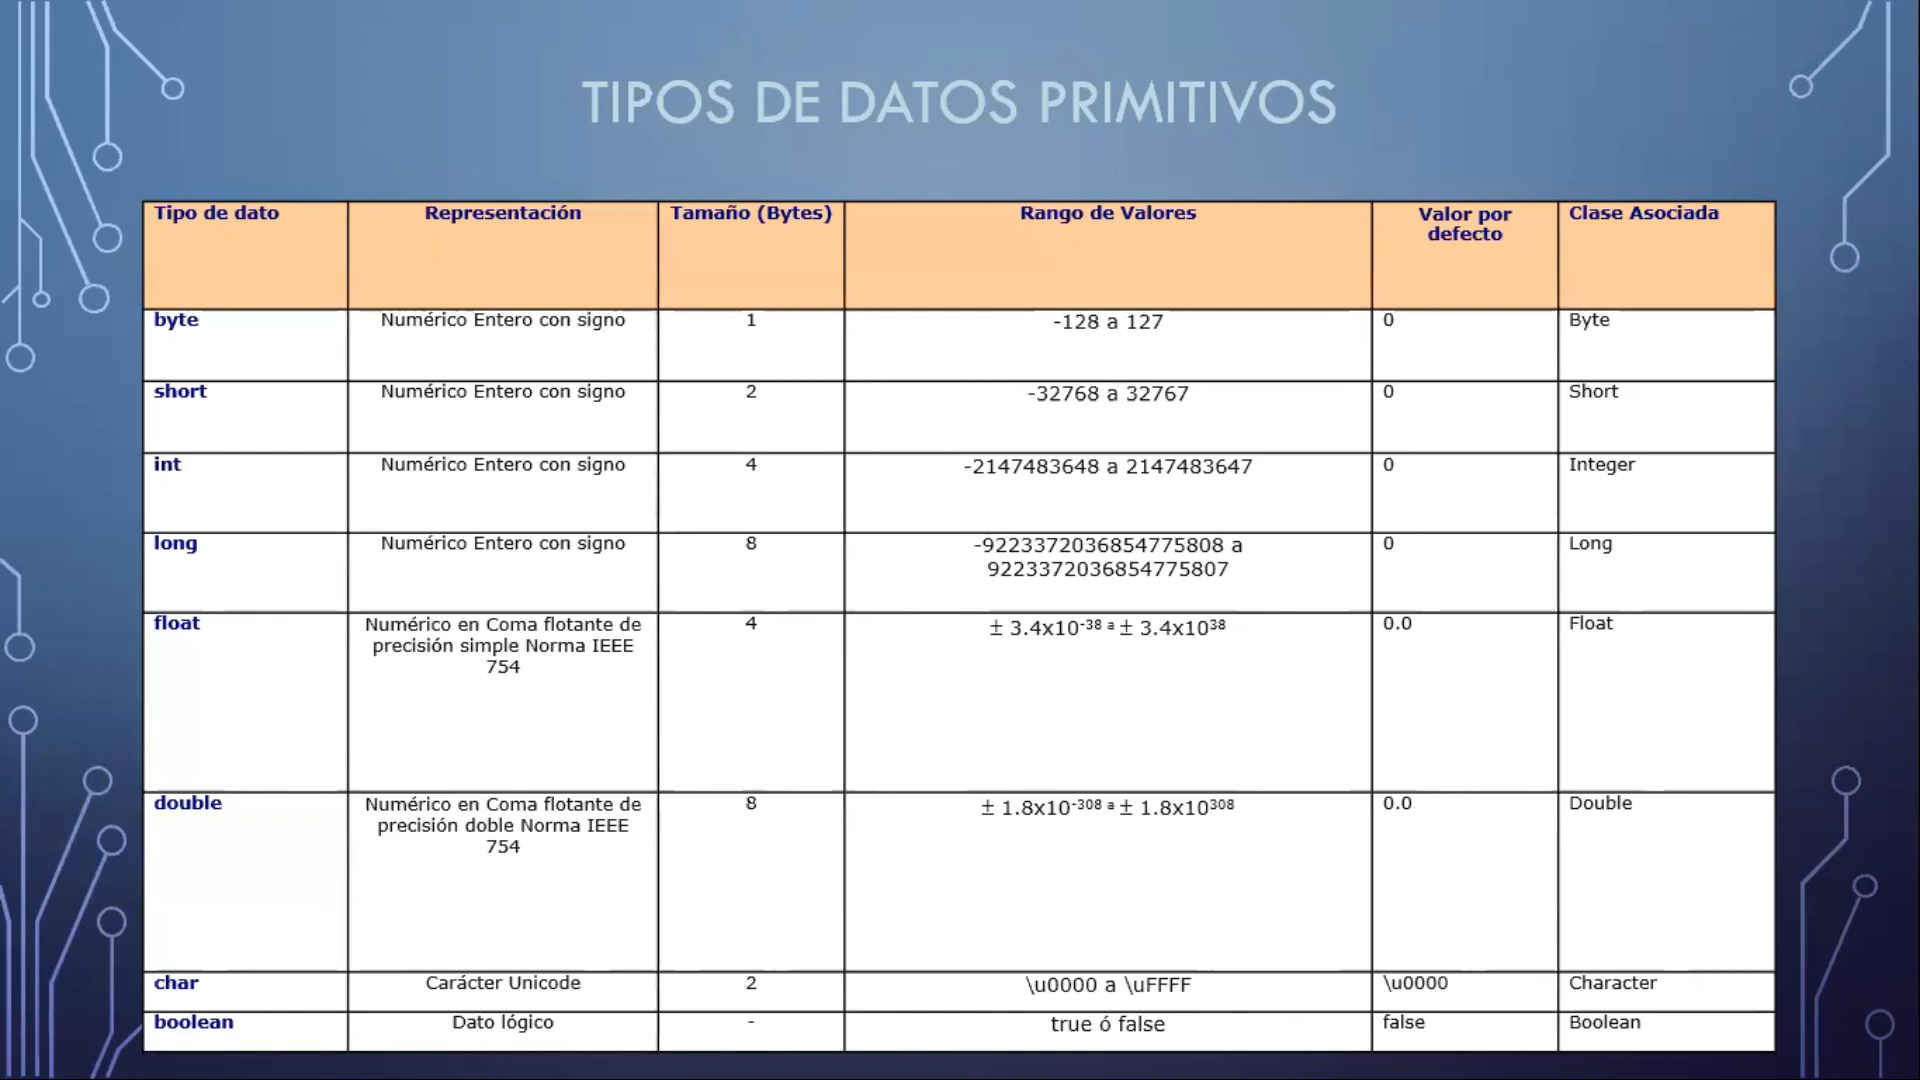 TIPOS DE DATOS PRIMITIVOS
Tipo de dato Representación Tamaño (Bytes) Rango de Valores Valor por defecto Clase Asociada
byte Numérico Entero con signo 1 -128 a 127 0 Byte
short Numérico Entero con signo 2 -32768 a 32767 0 Short
int Numérico Entero con signo 4 -2147483648 a 2147483647 0 Integer
long Numérico Entero con signo 8 -9223372036854775808 a 9223372036854775807 0 Long
float Numérico en Coma flotante de precisión simple Norma IEEE 754 4 ± 3.4x10⁻³⁸ ª ± 3.4x10³⁸ 0.0 Float
double Numérico en Coma flotante de precisión doble Norma IEEE 754 8 ± 1.8x10⁻³⁰⁸ ª ± 1.8x10³⁰⁸ 0.0 Double
char Carácter Unicode 2 \u0000 a \uFFFF \u0000 Character
boolean Dato lógico - true ó false false Boolean